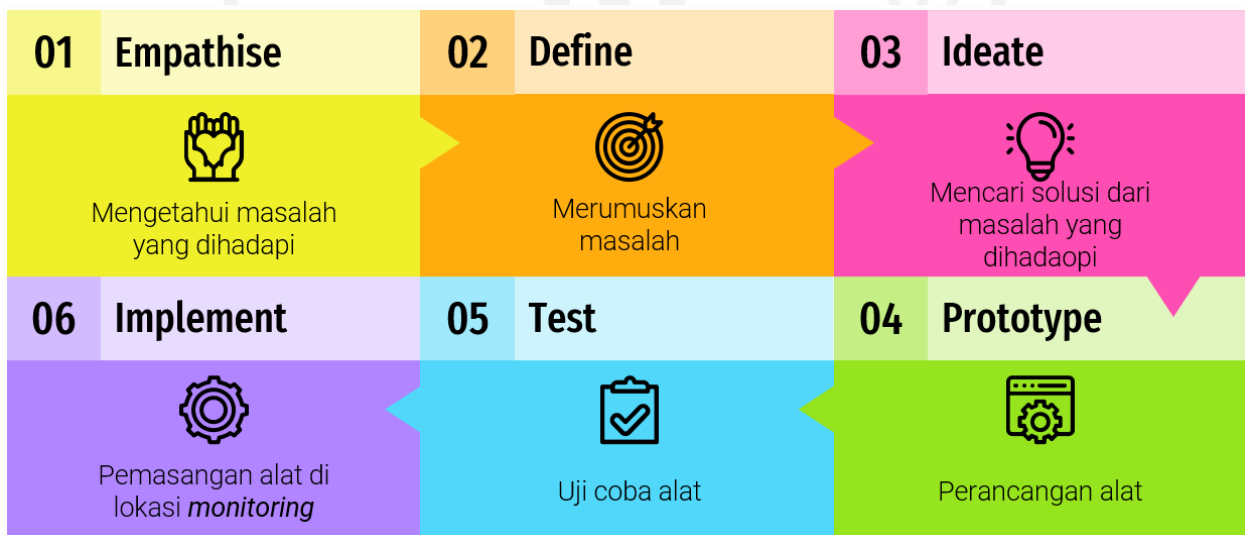 01 Empathise
Mengetahui masalah
yang dihadapi
02 Define
Merumuskan
masalah
03 Ideate
Mencari solusi dari
masalah yang
dihadaopi
04 Prototype
Perancangan alat
05 Test
Uji coba alat
06 Implement
Pemasangan alat di
lokasi monitoring